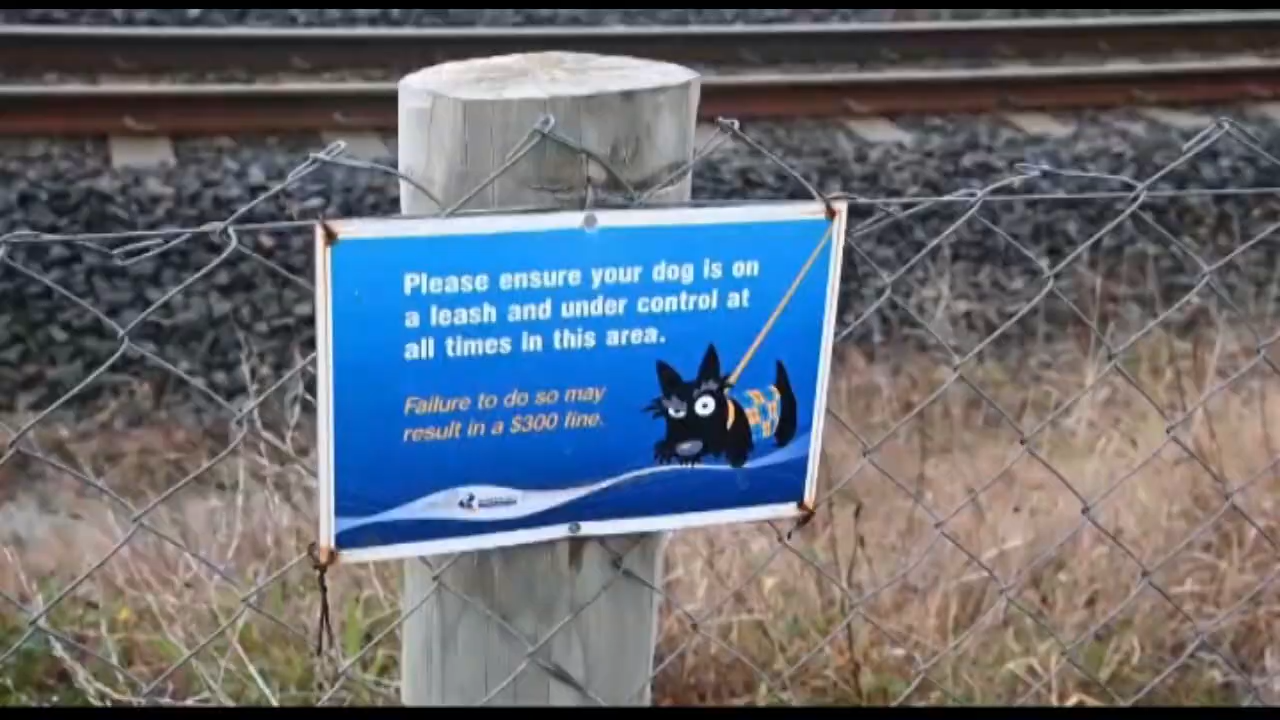 Please ensure your dog is on
a leash and under control at
all times in this area.
Failure to do so may
result in a $300 fine.